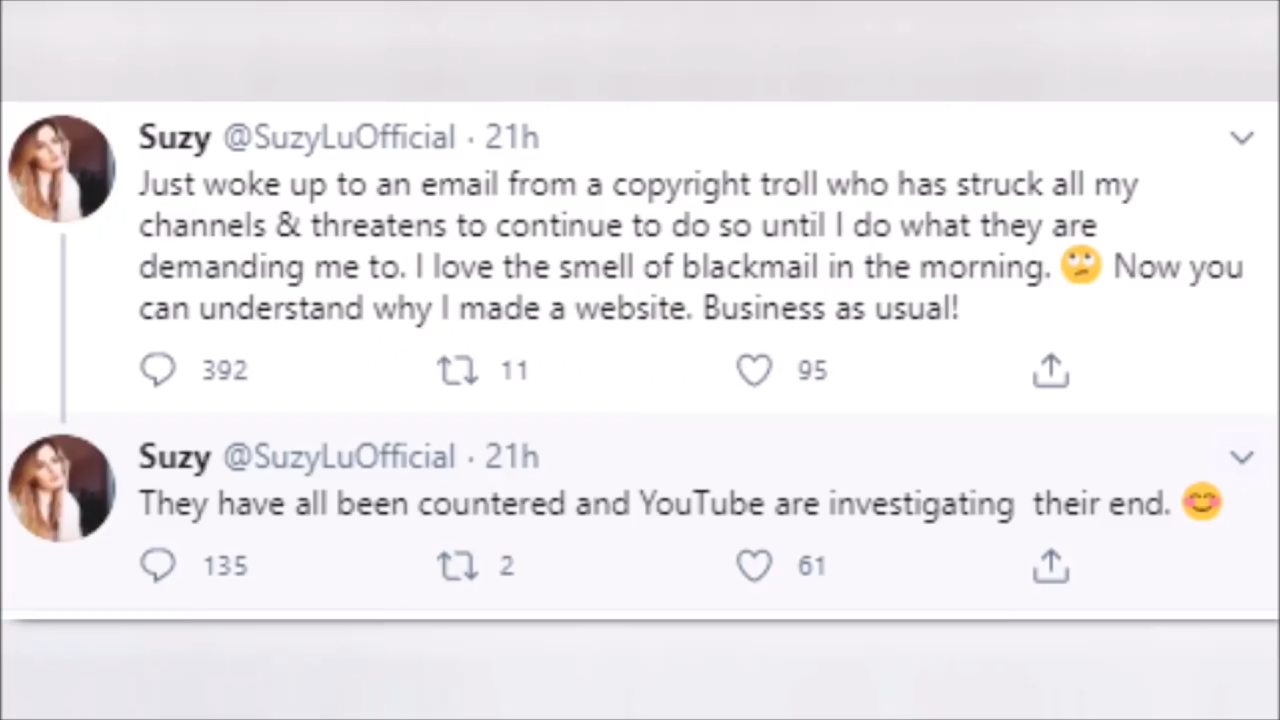 Suzy @SuzyLuOfficial · 21h
Just woke up to an email from a copyright troll who has struck all my
channels & threatens to continue to do so until I do what they are
demanding me to. I love the smell of blackmail in the morning. 🙄 Now you
can understand why I made a website. Business as usual!
392 11 95
Suzy @SuzyLuOfficial · 21h
They have all been countered and YouTube are investigating  their end. 😊
135 2 61